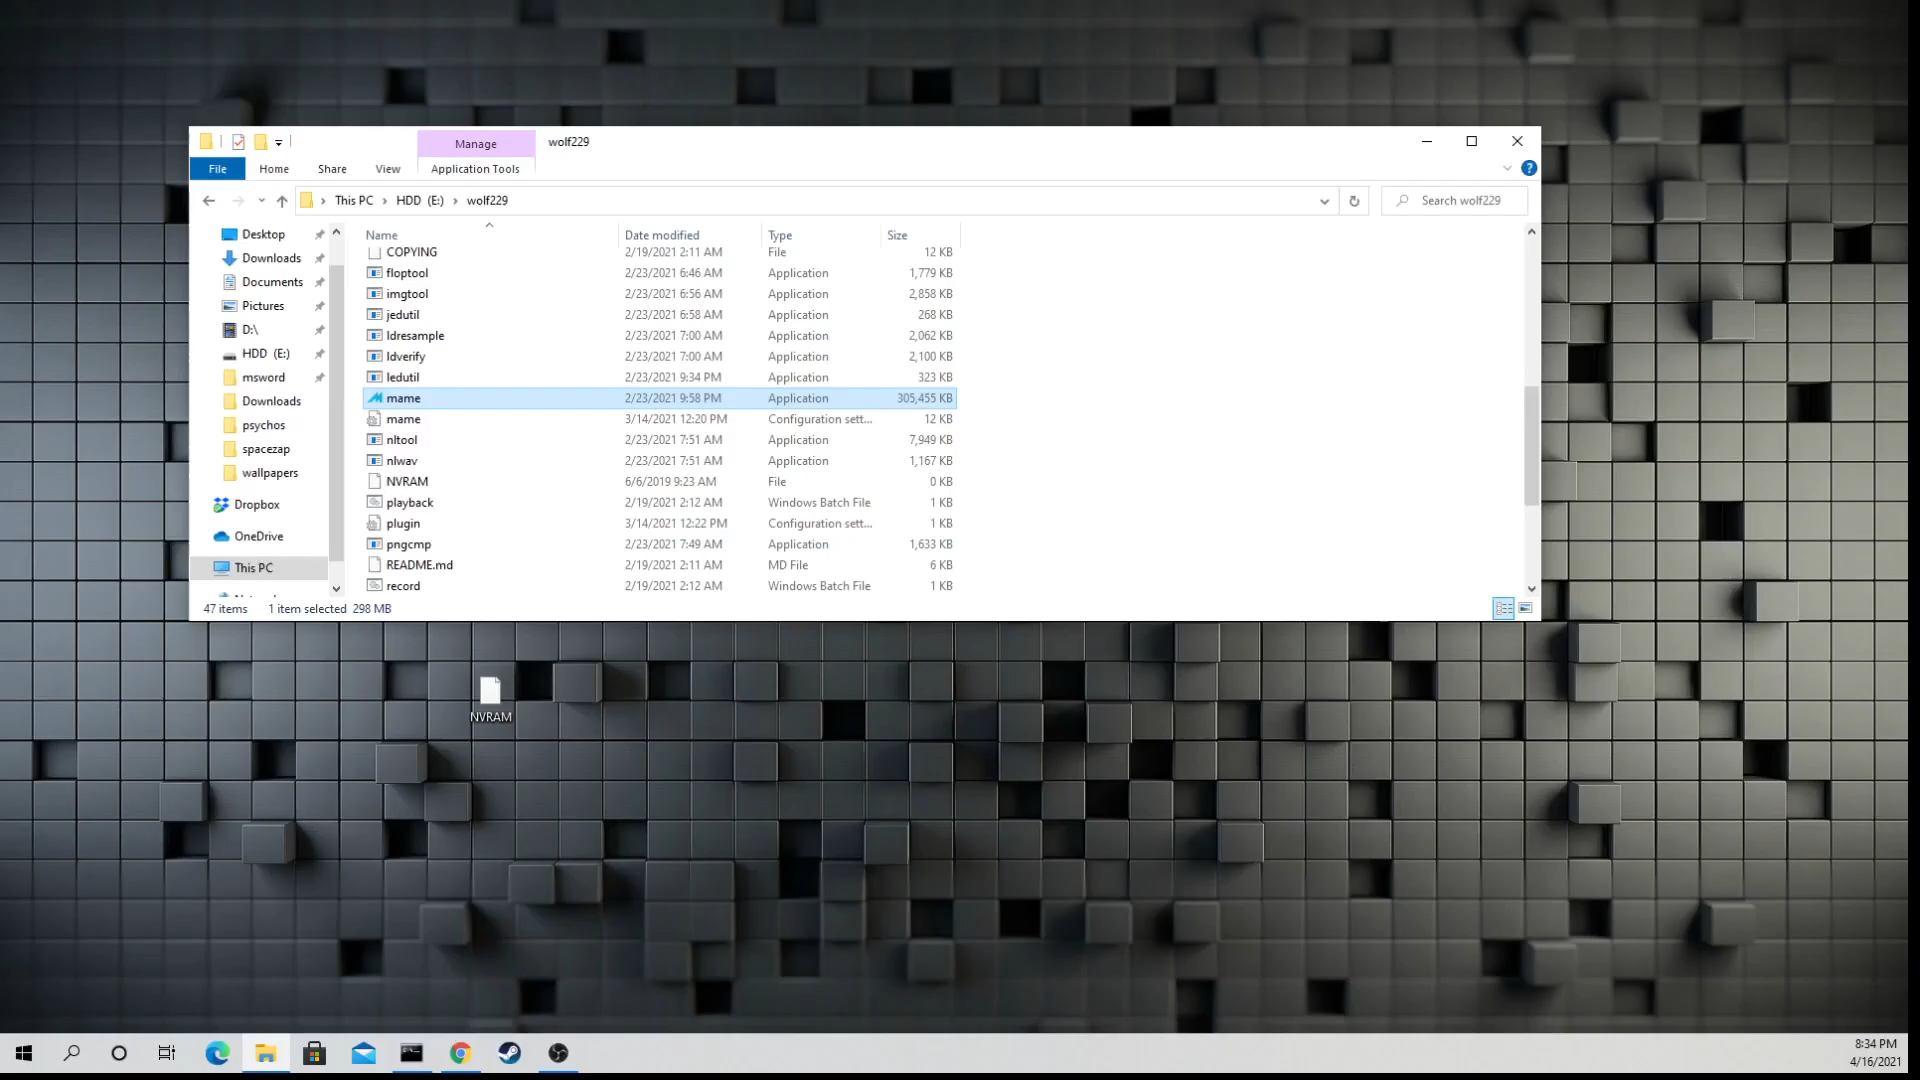 Manage
wolf229
File
Home
Share
View
Application Tools
?
This PC
HDD (E:)
wolf229
Search wolf229
Desktop
Downloads
Documents
Pictures
D:\
HDD (E:)
msword
Downloads
psychos
spacezap
wallpapers
Dropbox
OneDrive
This PC
Name Date modified Type Size
COPYING 2/19/2021 2:11 AM File 12 KB
floptool 2/23/2021 6:46 AM Application 1,779 KB
imgtool 2/23/2021 6:56 AM Application 2,858 KB
jedutil 2/23/2021 6:58 AM Application 268 KB
ldresample 2/23/2021 7:00 AM Application 2,062 KB
ldverify 2/23/2021 7:00 AM Application 2,100 KB
ledutil 2/23/2021 9:34 PM Application 323 KB
mame 2/23/2021 9:58 PM Application 305,455 KB
mame 3/14/2021 12:20 PM Configuration sett... 12 KB
nltool 2/23/2021 7:51 AM Application 7,949 KB
nlwav 2/23/2021 7:51 AM Application 1,167 KB
NVRAM 6/6/2019 9:23 AM File 0 KB
playback 2/19/2021 2:12 AM Windows Batch File 1 KB
plugin 3/14/2021 12:22 PM Configuration sett... 1 KB
pngcmp 2/23/2021 7:49 AM Application 1,633 KB
README.md 2/19/2021 2:11 AM MD File 6 KB
record 2/19/2021 2:12 AM Windows Batch File 1 KB
47 items 1 item selected 298 MB
NVRAM
8:34 PM
4/16/2021